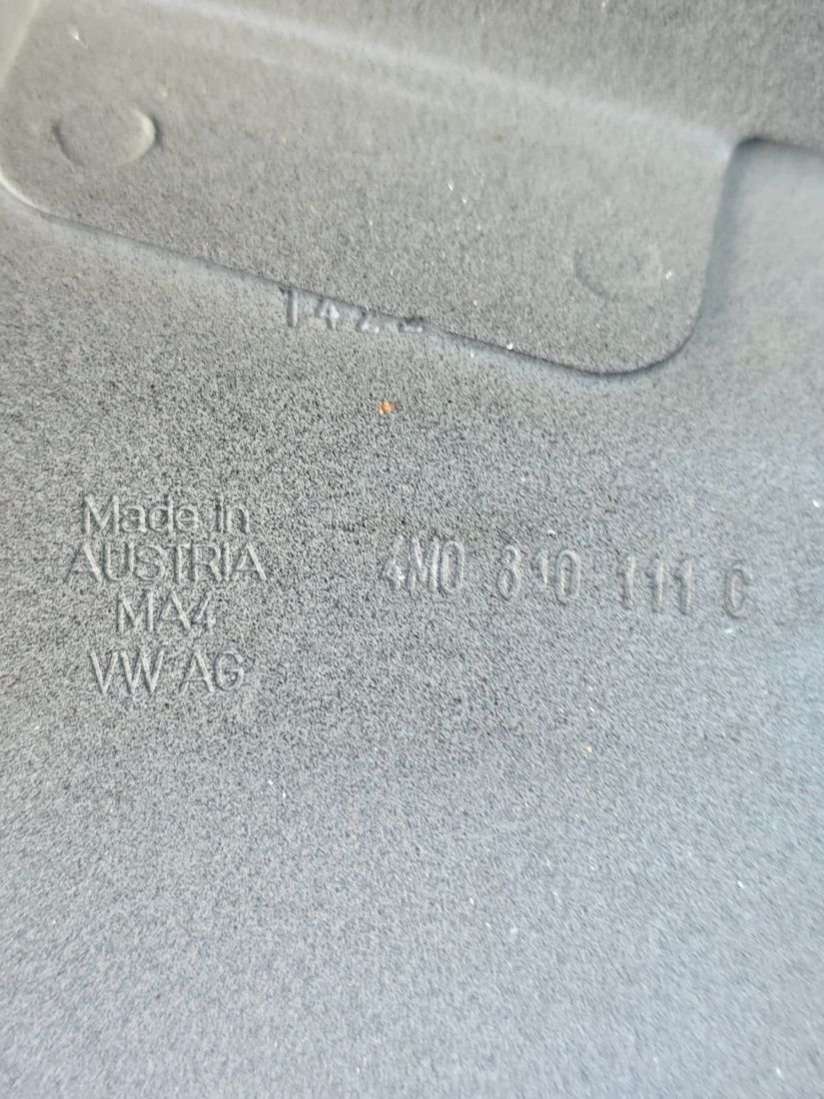 Made in
AUSTRIA
MA4
VW AG
4M0 810 111 C